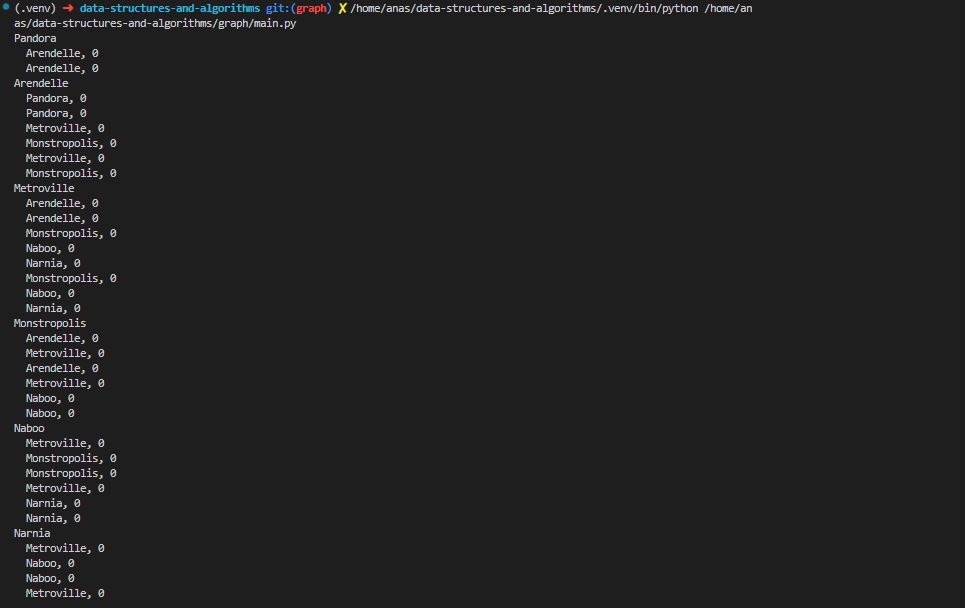 (.venv) ➜ data-structures-and-algorithms git:(graph) ✗ /home/anas/data-structures-and-algorithms/.venv/bin/python /home/an
as/data-structures-and-algorithms/graph/main.py
Pandora
  Arendelle, 0
  Arendelle, 0
Arendelle
  Pandora, 0
  Pandora, 0
  Metroville, 0
  Monstropolis, 0
  Metroville, 0
  Monstropolis, 0
Metroville
  Arendelle, 0
  Arendelle, 0
  Monstropolis, 0
  Naboo, 0
  Narnia, 0
  Monstropolis, 0
  Naboo, 0
  Narnia, 0
Monstropolis
  Arendelle, 0
  Metroville, 0
  Arendelle, 0
  Metroville, 0
  Naboo, 0
  Naboo, 0
Naboo
  Metroville, 0
  Monstropolis, 0
  Monstropolis, 0
  Metroville, 0
  Narnia, 0
  Narnia, 0
Narnia
  Metroville, 0
  Naboo, 0
  Naboo, 0
  Metroville, 0